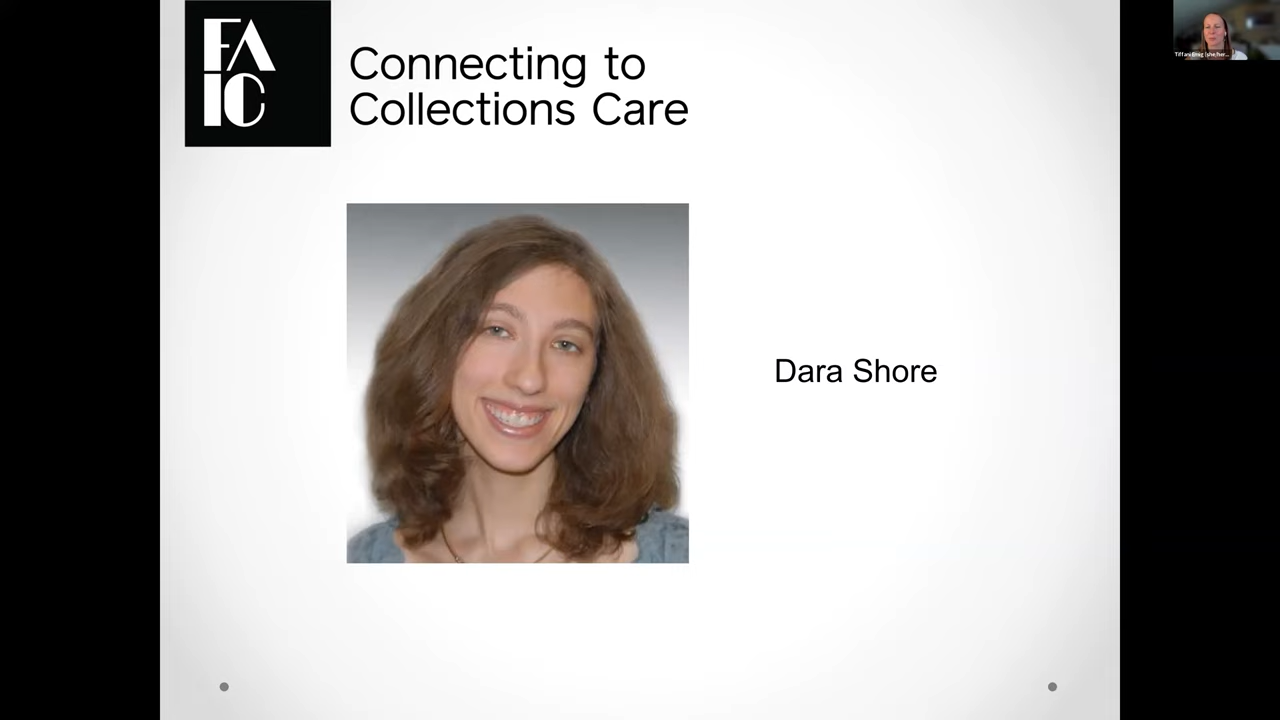 FA
IC
Connecting to
Collections Care
Dara Shore